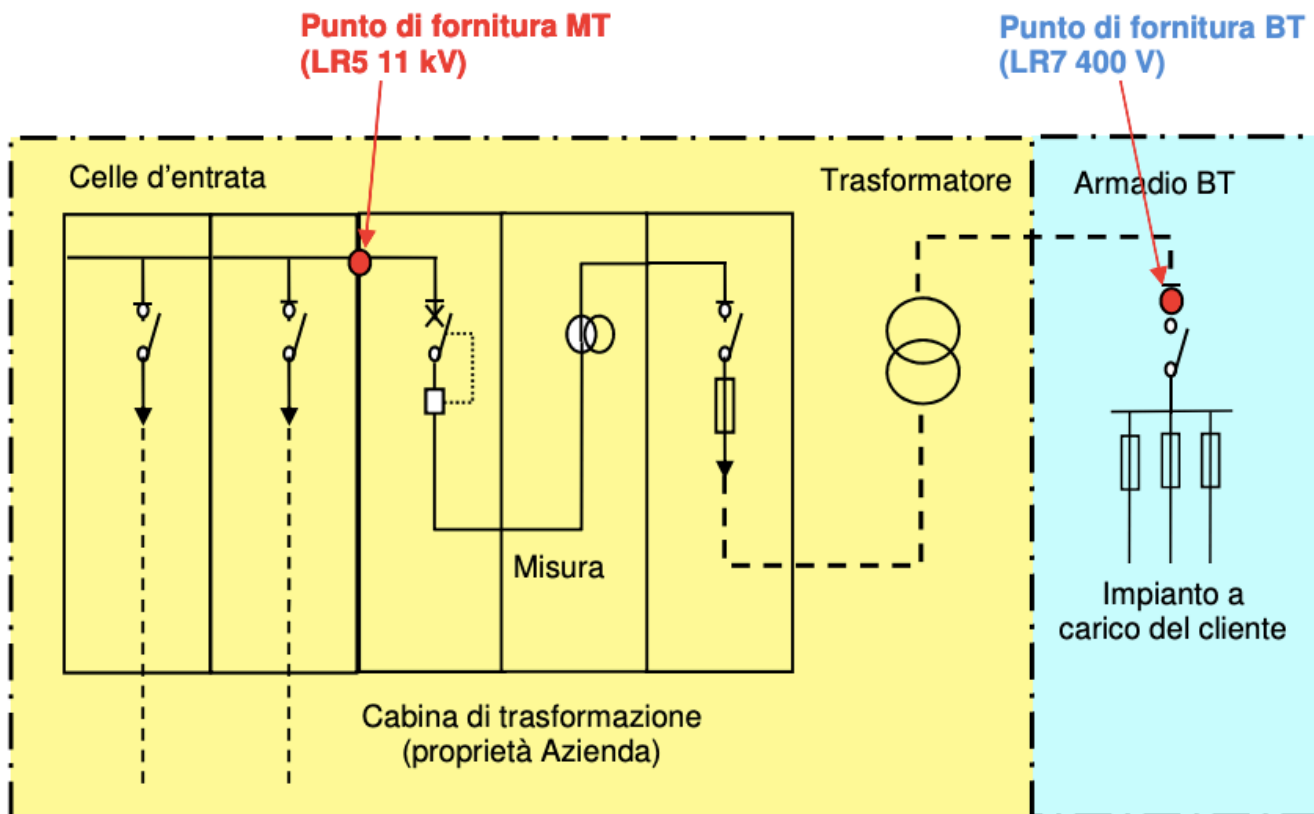 Punto di fornitura MT
(LR5 11 kV)
Punto di fornitura BT
(LR7 400 V)
Celle d'entrata
Trasformatore
Armadio BT
Misura
Impianto a
carico del cliente
Cabina di trasformazione
(proprietà Azienda)